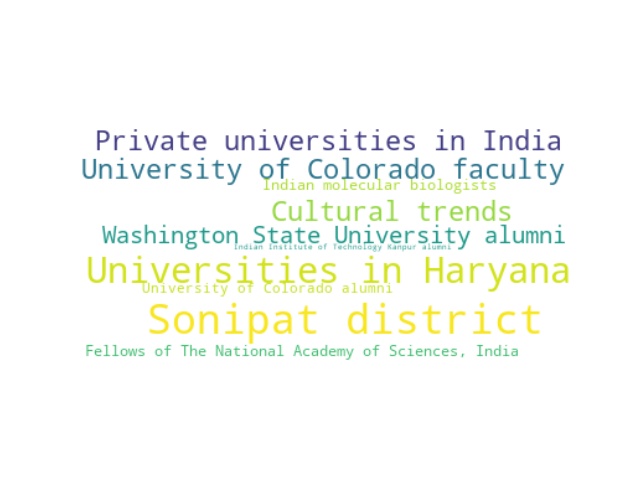 Private universities in India
University of Colorado faculty
Indian molecular biologists
Cultural trends
Washington State University alumni
Indian Institute of Technology Kanpur alumni
Universities in Haryana
University of Colorado alumni
Sonipat district
Fellows of The National Academy of Sciences, India